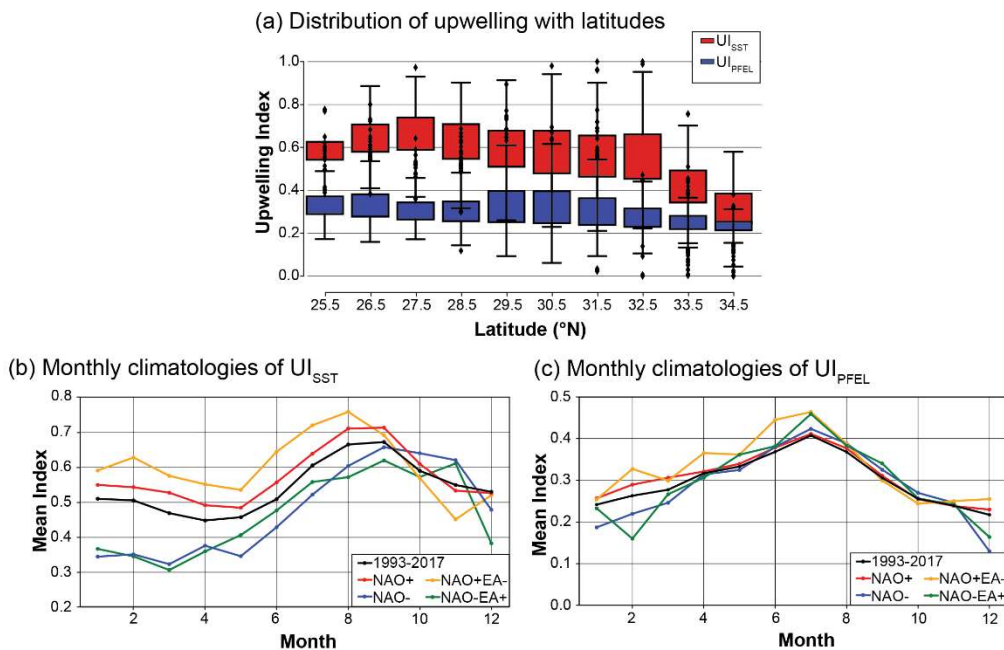 (a) Distribution of upwelling with latitudes
UI_SST
UI_PFEL
Upwelling Index
1.0
0.8
0.6
0.4
0.2
0.0
25.5 26.5 27.5 28.5 29.5 30.5 31.5 32.5 33.5 34.5
Latitude (°N)
(b) Monthly climatologies of UI_SST
Mean Index
0.8
0.7
0.6
0.5
0.4
0.3
0.2
1993-2017
NAO+ NAO+EA-
NAO- NAO-EA+
2 4 6 8 10 12
Month
(c) Monthly climatologies of UI_PFEL
Mean Index
0.5
0.4
0.3
0.2
0.1
0.0
1993-2017
NAO+ NAO+EA-
NAO- NAO-EA+
2 4 6 8 10 12
Month